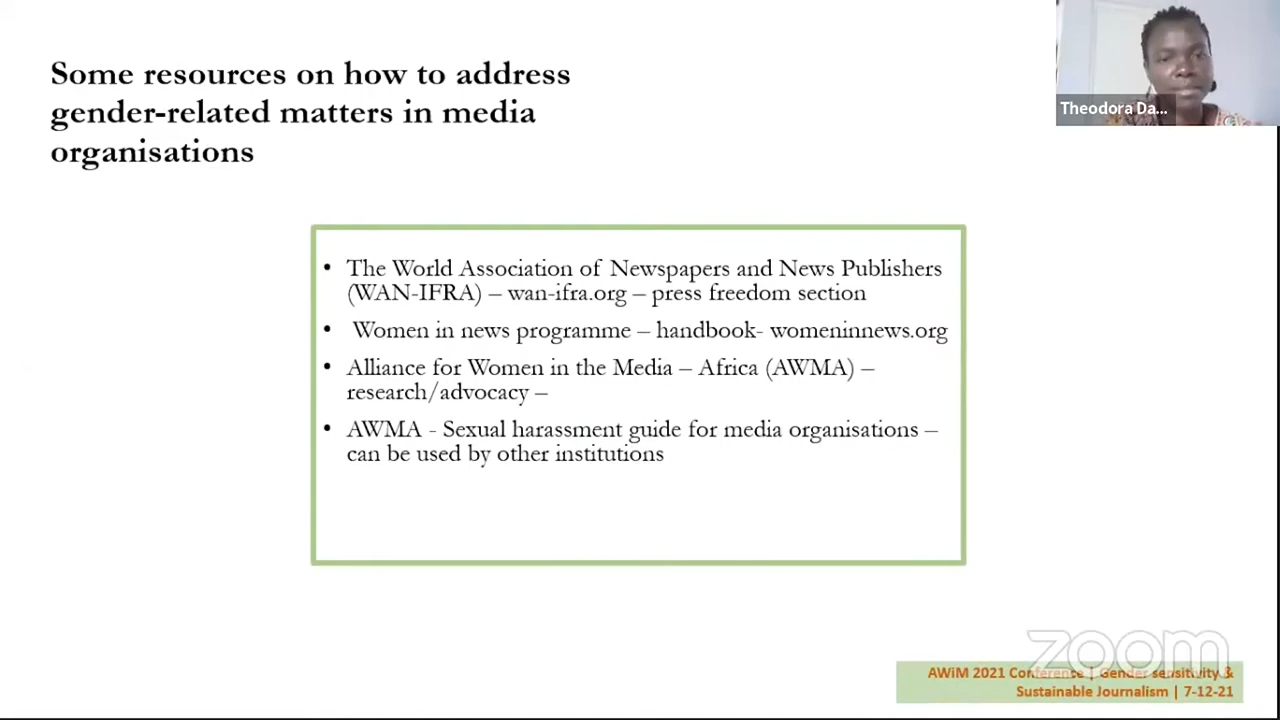 Some resources on how to address
gender-related matters in media
organisations
Theodora Da...
• The World Association of Newspapers and News Publishers
(WAN-IFRA) – wan-ifra.org – press freedom section
• Women in news programme – handbook- womeninnews.org
• Alliance for Women in the Media – Africa (AWMA) –
research/advocacy –
• AWMA - Sexual harassment guide for media organisations –
can be used by other institutions
zoom
AWiM 2021 Conference | Gender sensitivity &
Sustainable Journalism | 7-12-21